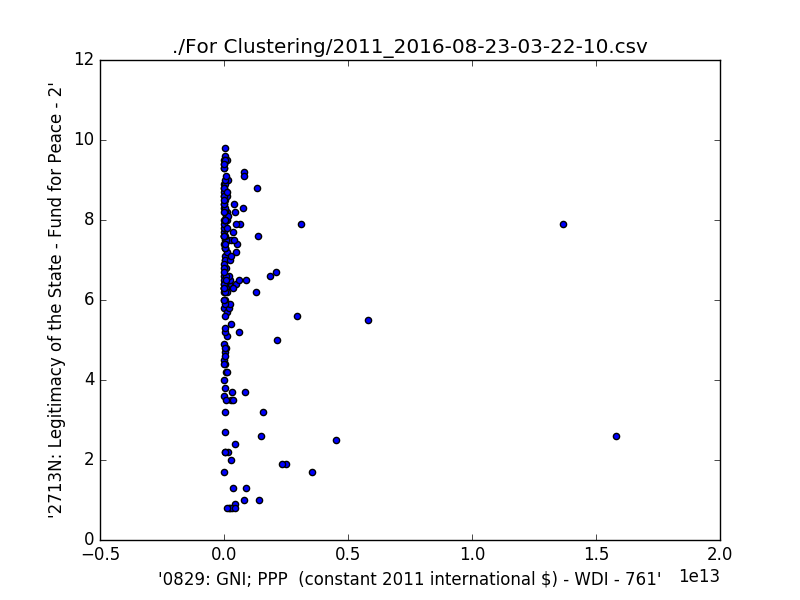 ./For Clustering/2011_2016-08-23-03-22-10.csv
12
10
8
6
4
2
0
'2713N: Legitimacy of the State - Fund for Peace - 2'
−0.5 0.0 0.5 1.0 1.5 2.0
1e13
'0829: GNI; PPP  (constant 2011 international $) - WDI - 761'